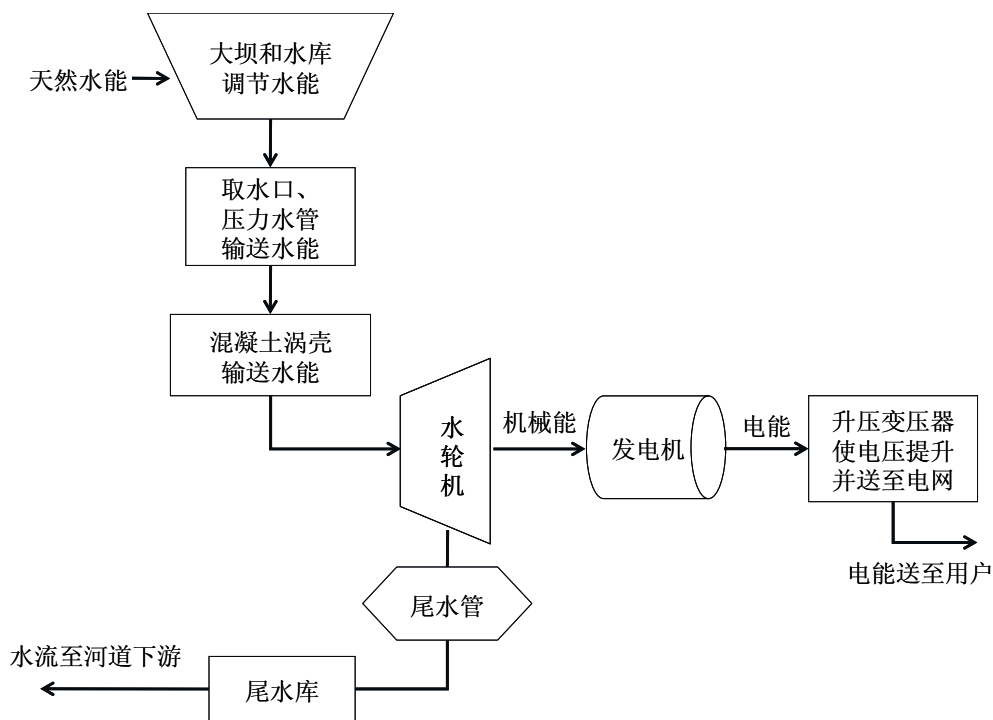 大坝和水库
调节水能
天然水能
取水口、
压力水管
输送水能
混凝土涡壳
输送水能
水
轮
机
机械能
发电机
电能
升压变压器
使电压提升
并送至电网
电能送至用户
尾水管
水流至河道下游
尾水库